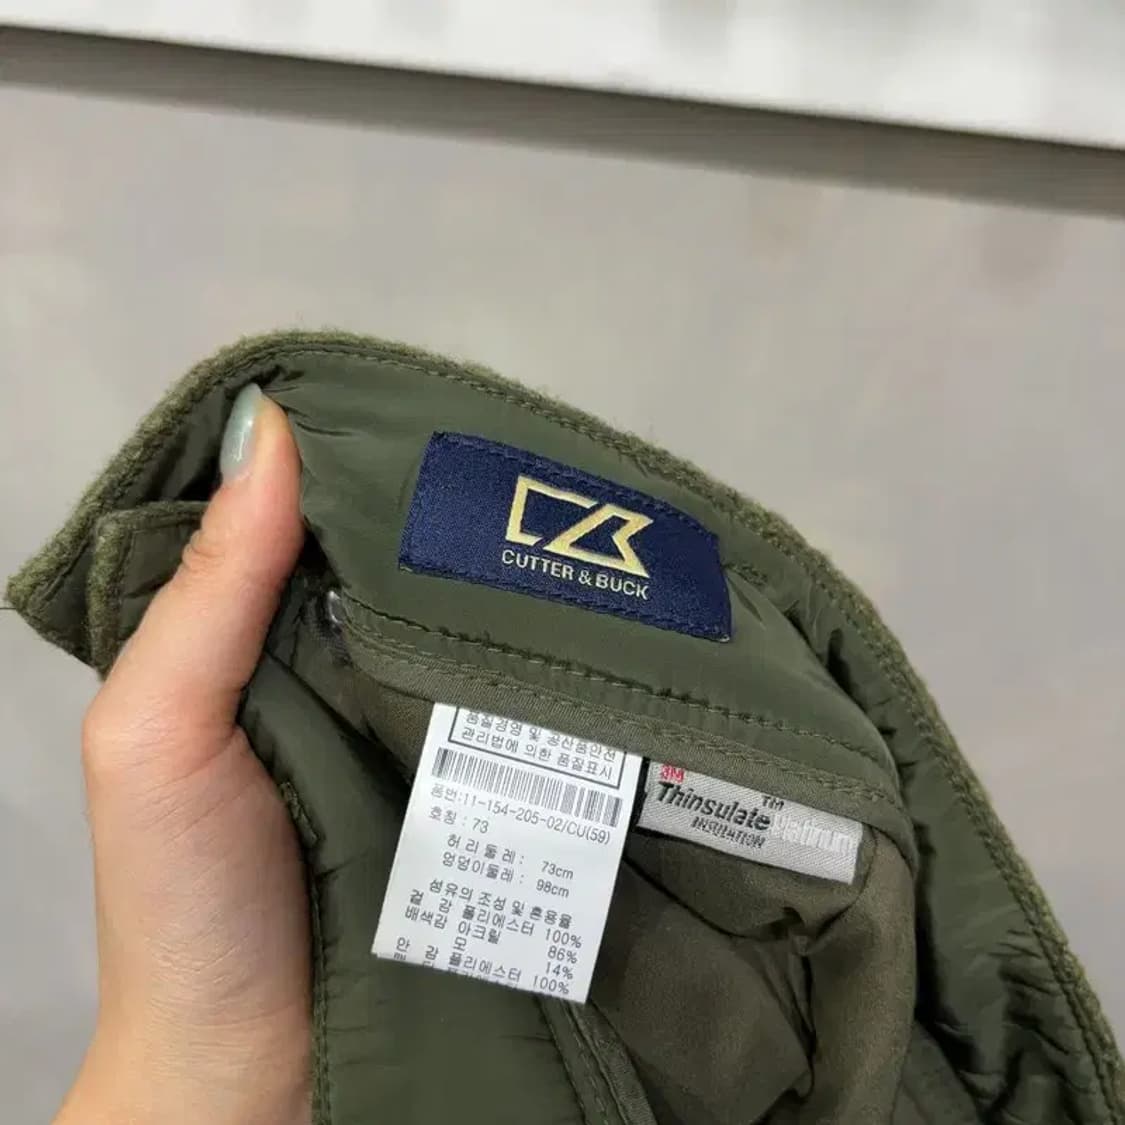 CUTTER & BUCK
품질경영 및 공산품안전
관리법에 의한 품질표시
품번:11-154-205-02/CU(59)
호칭 : 73
허리둘레 : 73cm
엉덩이둘레 : 98cm
섬유의 조성 및 혼용율
겉 감 폴리에스터 100%
배색감 아크릴 86%
모 14%
안 감 폴리에스터 100%
3M
Thinsulate™ Platinum
INSULATION